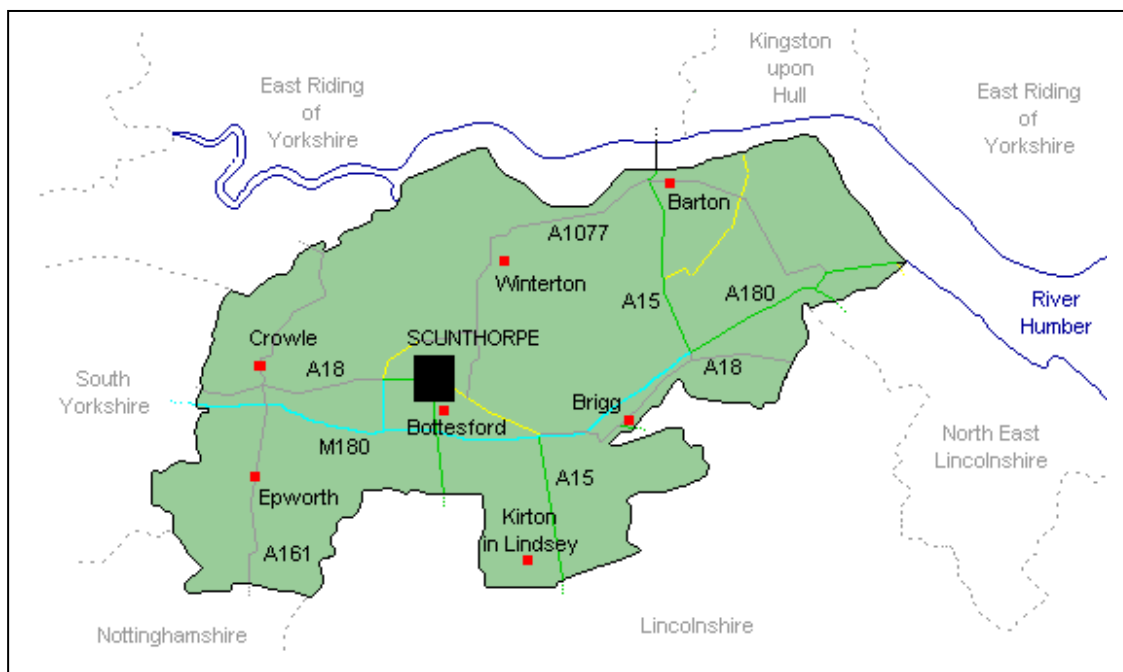 Kingston
upon
Hull
East Riding
of
Yorkshire
East Riding
of
Yorkshire
Barton
A1077
Winterton
A15
A180
River
Humber
SCUNTHORPE
Crowle
A18
A18
South
Yorkshire
Brigg
Bottesford
M180
North East
Lincolnshire
A15
Epworth
Kirton
in Lindsey
A161
Lincolnshire
Nottinghamshire